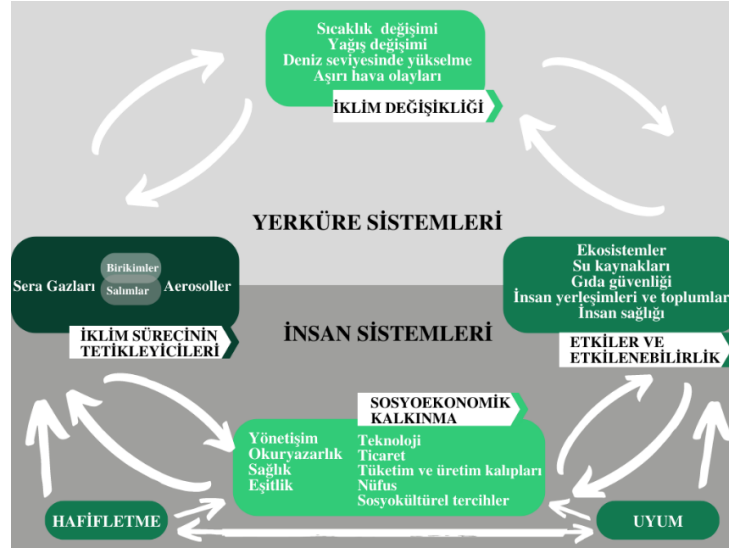 Sıcaklık değişimi
Yağış değişimi
Deniz seviyesinde yükselme
Aşırı hava olayları
İKLİM DEĞİŞİKLİĞİ
YERKÜRE SİSTEMLERİ
Sera Gazları
Birikimler
Salımlar
Aerosoller
İKLİM SÜRECİNİN
TETİKLEYİCİLERİ
Ekosistemler
Su kaynakları
Gıda güvenliği
İnsan yerleşimleri ve toplumlar
İnsan sağlığı
ETKİLER VE
ETKİLENEBİLİRLİK
İNSAN SİSTEMLERİ
SOSYOEKONOMİK
KALKINMA
Yönetişim
Okuryazarlık
Sağlık
Eşitlik
Teknoloji
Ticaret
Tüketim ve üretim kalıpları
Nüfus
Sosyokültürel tercihler
HAFİFLETME
UYUM